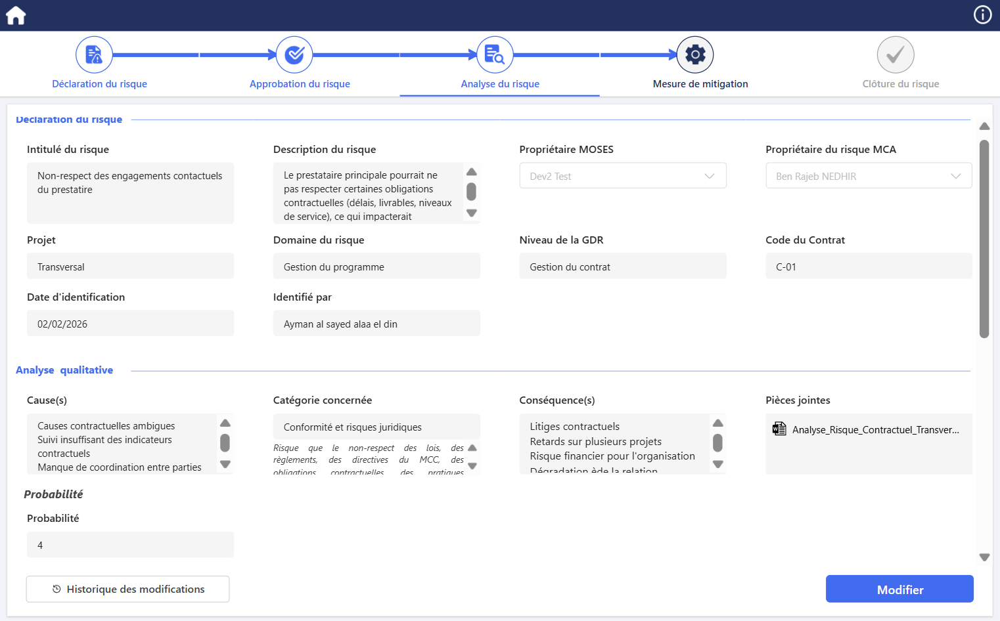 Déclaration du risque
Approbation du risque
Analyse du risque
Mesure de mitigation
Clôture du risque
Déclaration du risque
Intitulé du risque
Description du risque
Propriétaire MOSES
Propriétaire du risque MCA
Non-respect des engagements contactuels
du prestatire
Le prestataire principale pourrait ne
pas respecter certaines obligations
contractuelles (délais, livrables, niveaux
de service), ce qui impacterait
Dev2 Test
Ben Rajeb NEDHIR
Projet
Domaine du risque
Niveau de la GDR
Code du Contrat
Transversal
Gestion du programme
Gestion du contrat
C-01
Date d'identification
Identifié par
02/02/2026
Ayman al sayed alaa el din
Analyse qualitative
Cause(s)
Catégorie concernée
Conséquence(s)
Pièces jointes
Causes contractuelles ambigues
Suivi insuffisant des indicateurs
contractuels
Manque de coordination entre parties
Conformité et risques juridiques
Risque que le non-respect des lois, des
règlements, des directives du MCC, des
obligations contractuelles, des pratiques
Litiges contractuels
Retards sur plusieurs projets
Risque financier pour l'organisation
Dégradation ède la relation
Analyse_Risque_Contractuel_Transver...
Probabilité
Probabilité
4
Historique des modifications
Modifier